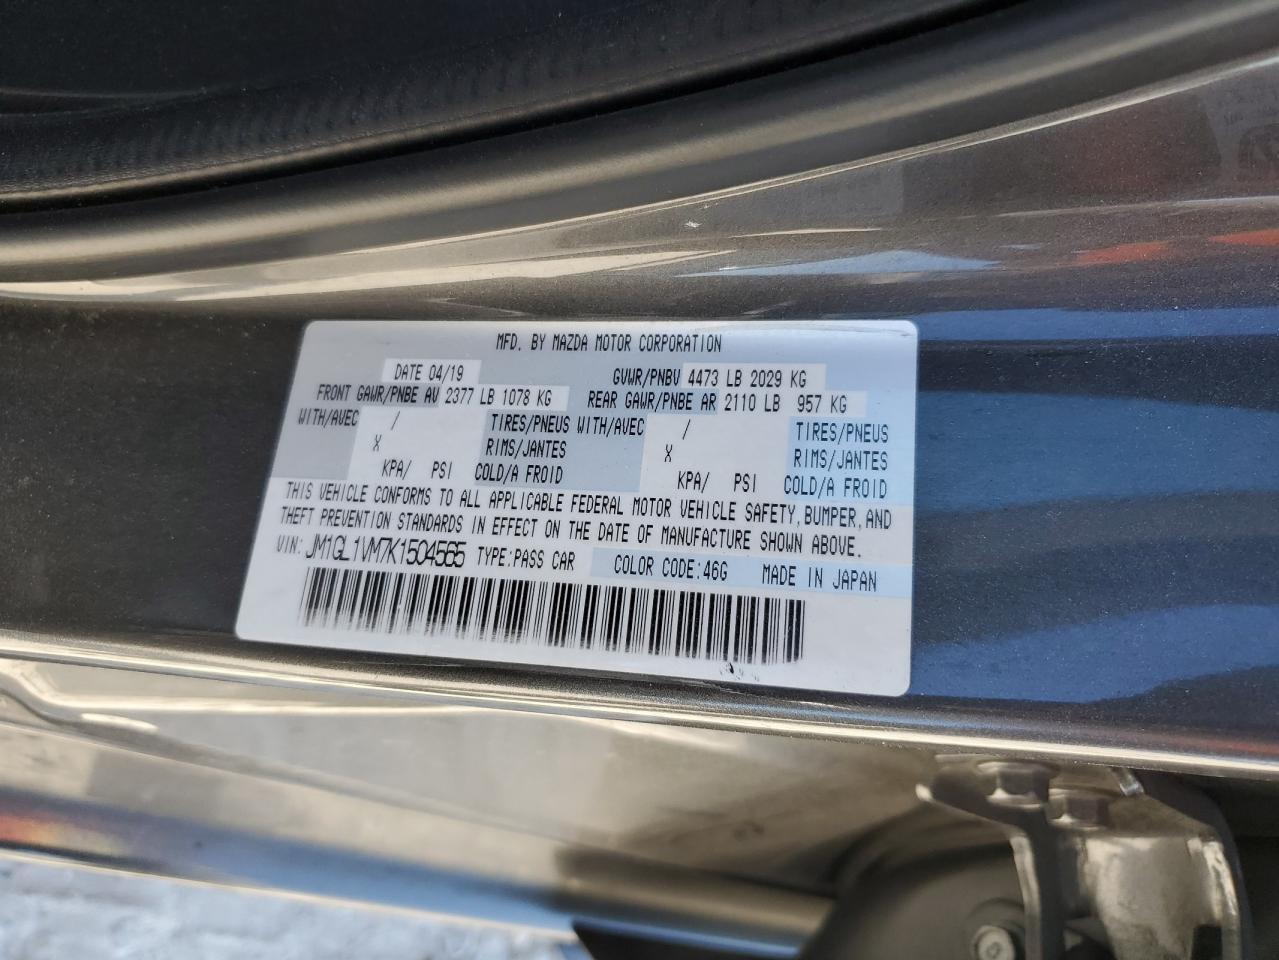 MFD. BY MAZDA MOTOR CORPORATION
DATE 04/19 GVWR/PNBV 4473 LB 2029 KG
FRONT GAWR/PNBE AV 2377 LB 1078 KG REAR GAWR/PNBE AR 2110 LB 957 KG
WITH/AVEC / TIRES/PNEUS WITH/AVEC / TIRES/PNEUS
X RIMS/JANTES X RIMS/JANTES
KPA/ PSI COLD/A FROID KPA/ PSI COLD/A FROID
THIS VEHICLE CONFORMS TO ALL APPLICABLE FEDERAL MOTOR VEHICLE SAFETY, BUMPER, AND
THEFT PREVENTION STANDARDS IN EFFECT ON THE DATE OF MANUFACTURE SHOWN ABOVE.
VIN: JM1GL1VM7K1504565 TYPE:PASS CAR COLOR CODE:46G MADE IN JAPAN